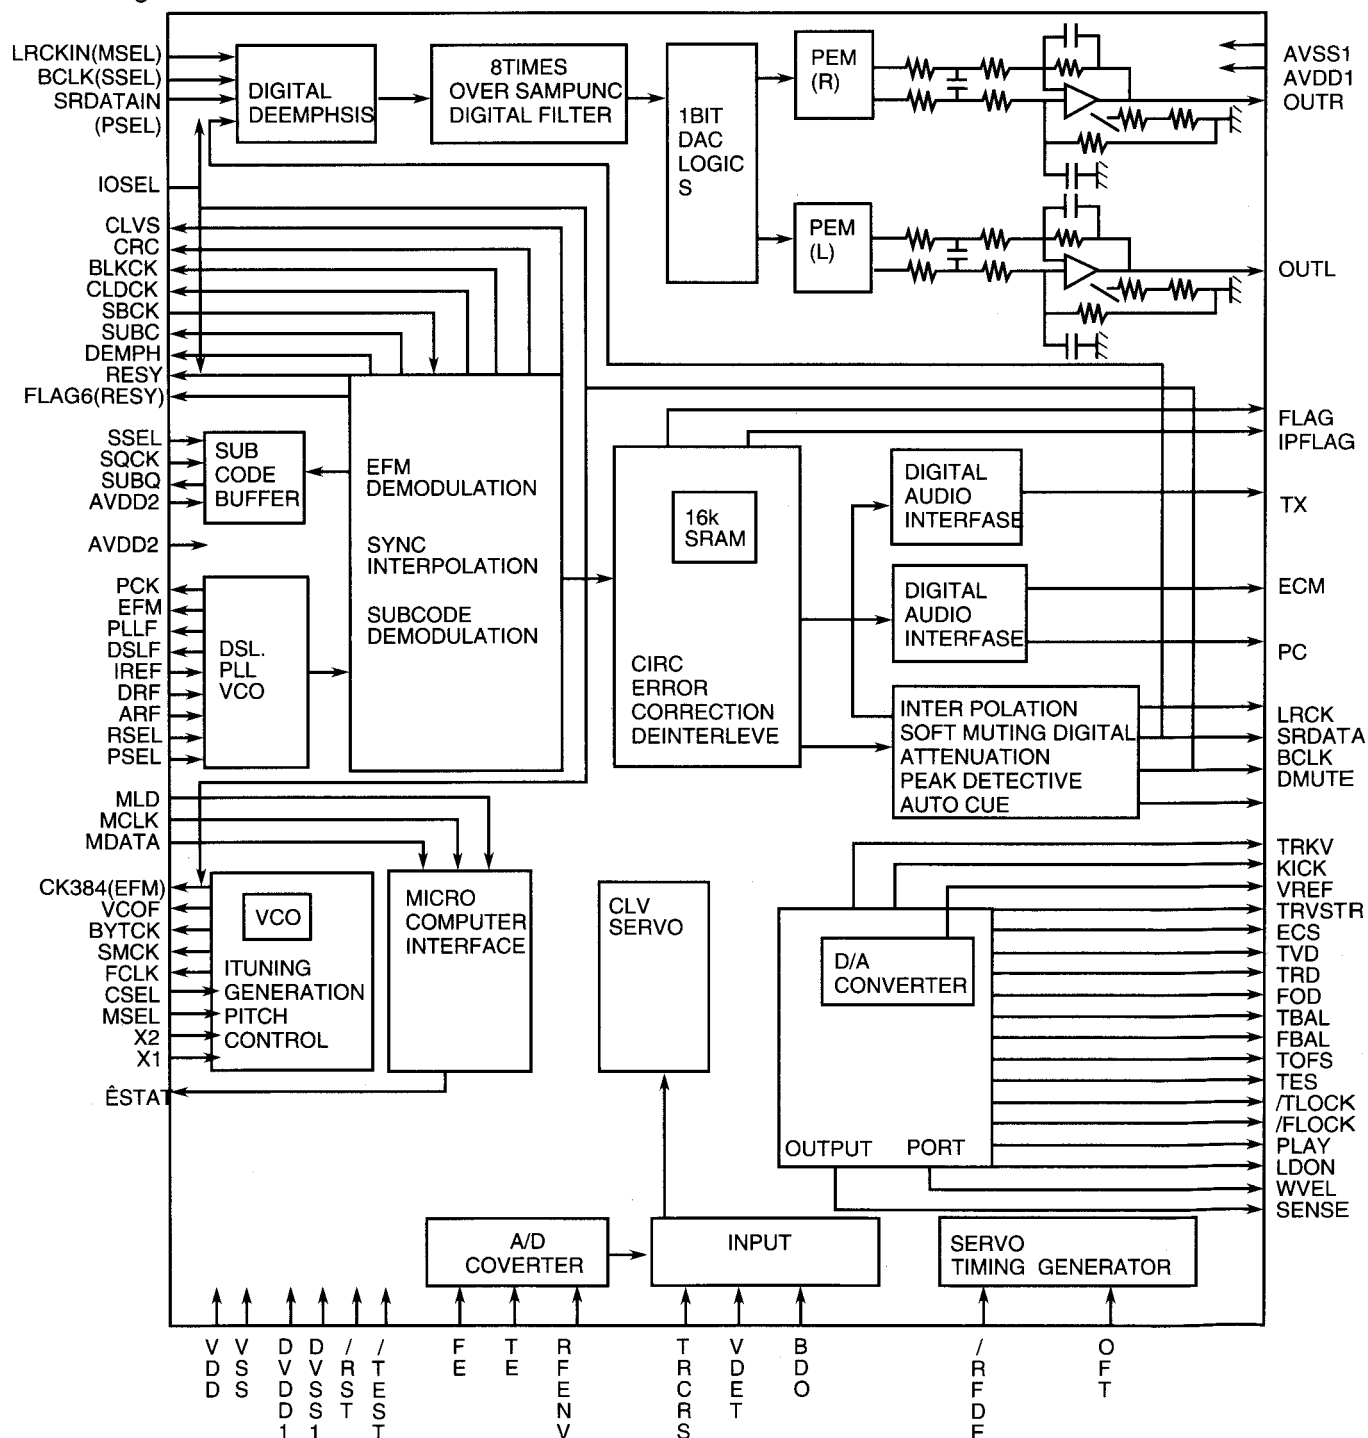 LRCKIN(MSEL)
BCLK(SSEL)
SRDATAIN
(PSEL)
IOSEL
CLVS
CRC
BLKCK
CLDCK
SBCK
SUBC
DEMPH
RESY
FLAG6(RESY)
SSEL
SQCK
SUBQ
AVDD2
AVDD2
PCK
EFM
PLLF
DSLF
IREF
DRF
ARF
RSEL
PSEL
MLD
MCLK
MDATA
CK384(EFM)
VCOF
BYTCK
SMCK
FCLK
CSEL
MSEL
X2
X1
ÊSTAT
DIGITAL
DEEMPHSIS
8TIMES
OVER SAMPUNC
DIGITAL FILTER
1BIT
DAC
LOGIC
S
PEM
(R)
PEM
(L)
SUB
CODE
BUFFER
EFM
DEMODULATION
SYNC
INTERPOLATION
SUBCODE
DEMODULATION
DSL.
PLL
VCO
16k
SRAM
CIRC
ERROR
CORRECTION
DEINTERLEVE
DIGITAL
AUDIO
INTERFASE
DIGITAL
AUDIO
INTERFASE
INTER POLATION
SOFT MUTING DIGITAL
ATTENUATION
PEAK DETECTIVE
AUTO CUE
VCO
ITUNING
GENERATION
PITCH
CONTROL
MICRO
COMPUTER
INTERFACE
CLV
SERVO
D/A
CONVERTER
OUTPUT PORT
A/D
COVERTER
INPUT
SERVO
TIMING GENERATOR
AVSS1
AVDD1
OUTR
OUTL
FLAG
IPFLAG
TX
ECM
PC
LRCK
SRDATA
BCLK
DMUTE
TRKV
KICK
VREF
TRVSTR
ECS
TVD
TRD
FOD
TBAL
FBAL
TOFS
TES
/TLOCK
/FLOCK
PLAY
LDON
WVEL
SENSE
VDD
VSS
DVDD1
DVSS1
/RST
/TEST
FE
TE
RFENV
TRCRS
VDET
BDO
OFT